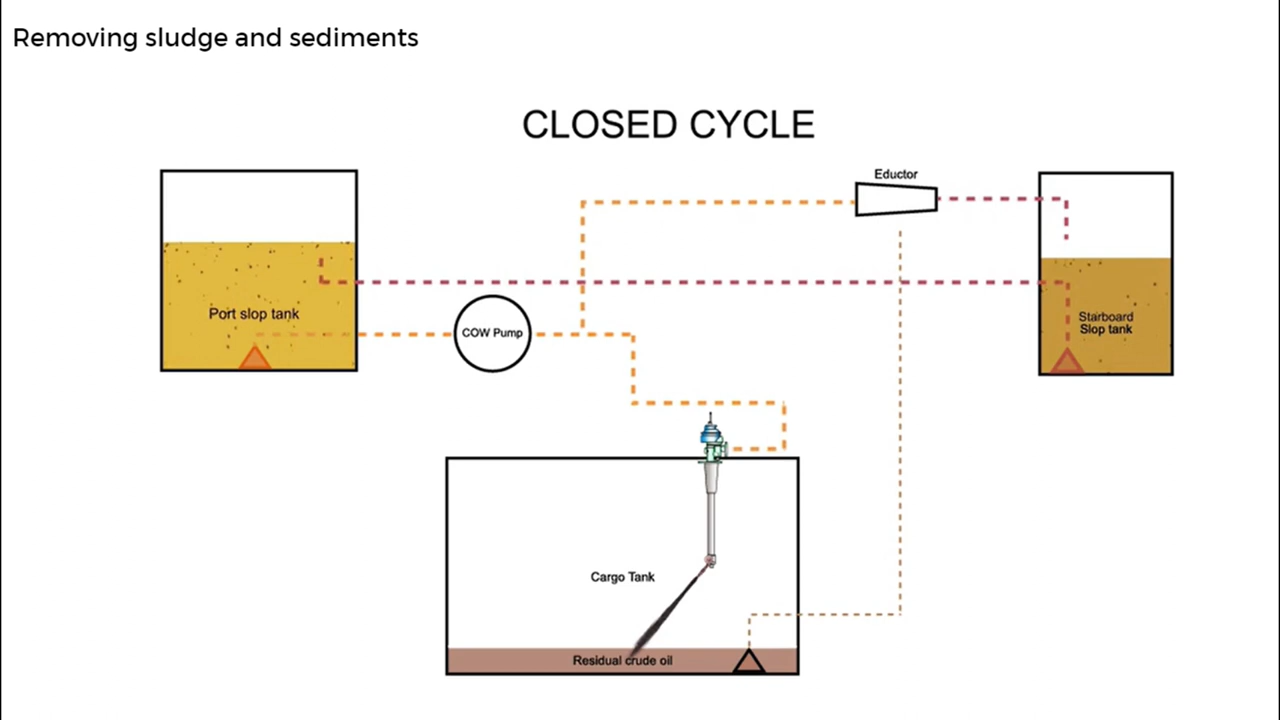 Removing sludge and sediments
CLOSED CYCLE
Eductor
Port slop tank
COW Pump
Starboard
Slop tank
Cargo Tank
Residual crude oil